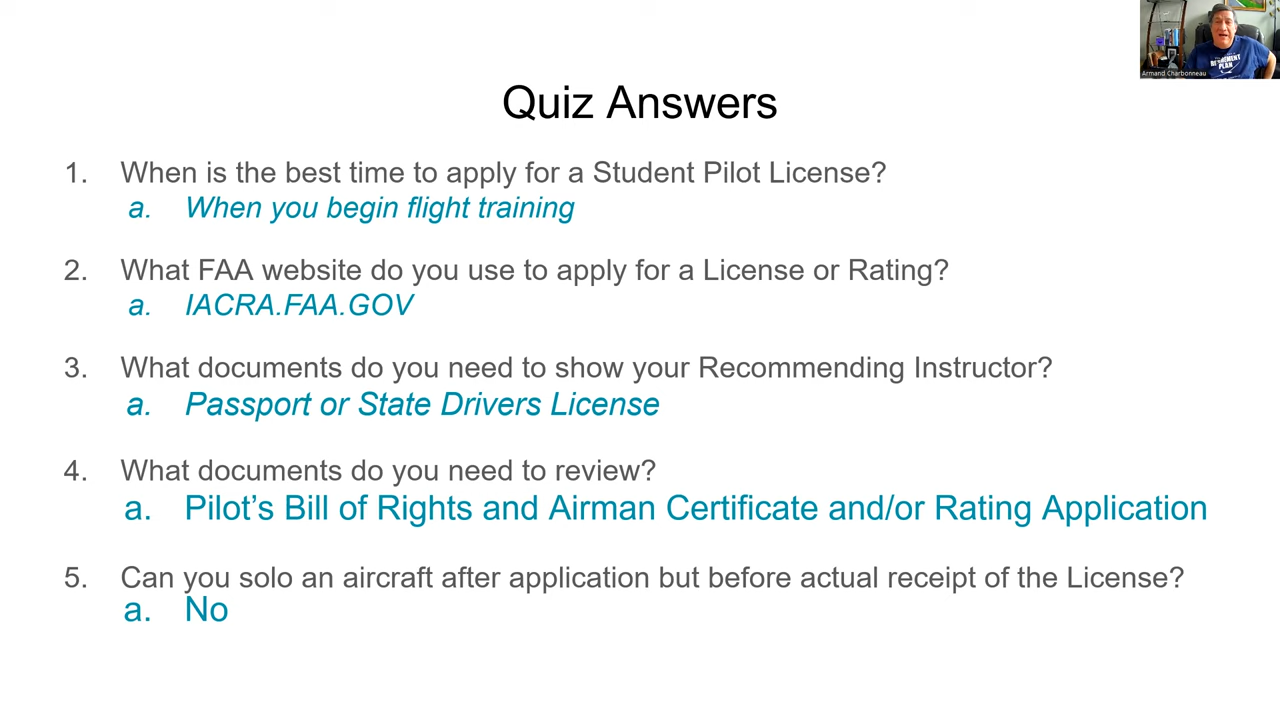 Armand Charbonneau
Quiz Answers
1. When is the best time to apply for a Student Pilot License?
a. When you begin flight training
2. What FAA website do you use to apply for a License or Rating?
a. IACRA.FAA.GOV
3. What documents do you need to show your Recommending Instructor?
a. Passport or State Drivers License
4. What documents do you need to review?
a. Pilot’s Bill of Rights and Airman Certificate and/or Rating Application
5. Can you solo an aircraft after application but before actual receipt of the License?
a. No